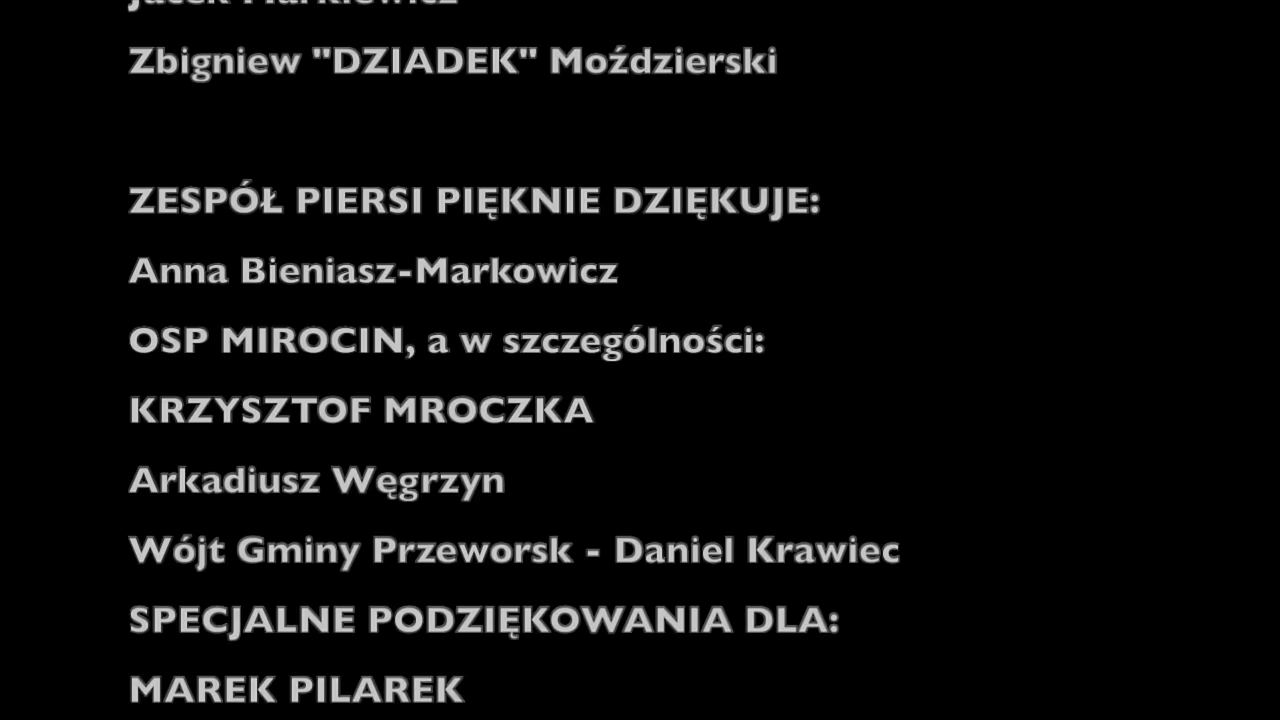 Zbigniew "DZIADEK" Moździerski
ZESPÓŁ PIERSI PIĘKNIE DZIĘKUJE:
Anna Bieniasz-Markowicz
OSP MIROCIN, a w szczególności:
KRZYSZTOF MROCZKA
Arkadiusz Węgrzyn
Wójt Gminy Przeworsk - Daniel Krawiec
SPECJALNE PODZIĘKOWANIA DLA:
MAREK PILAREK